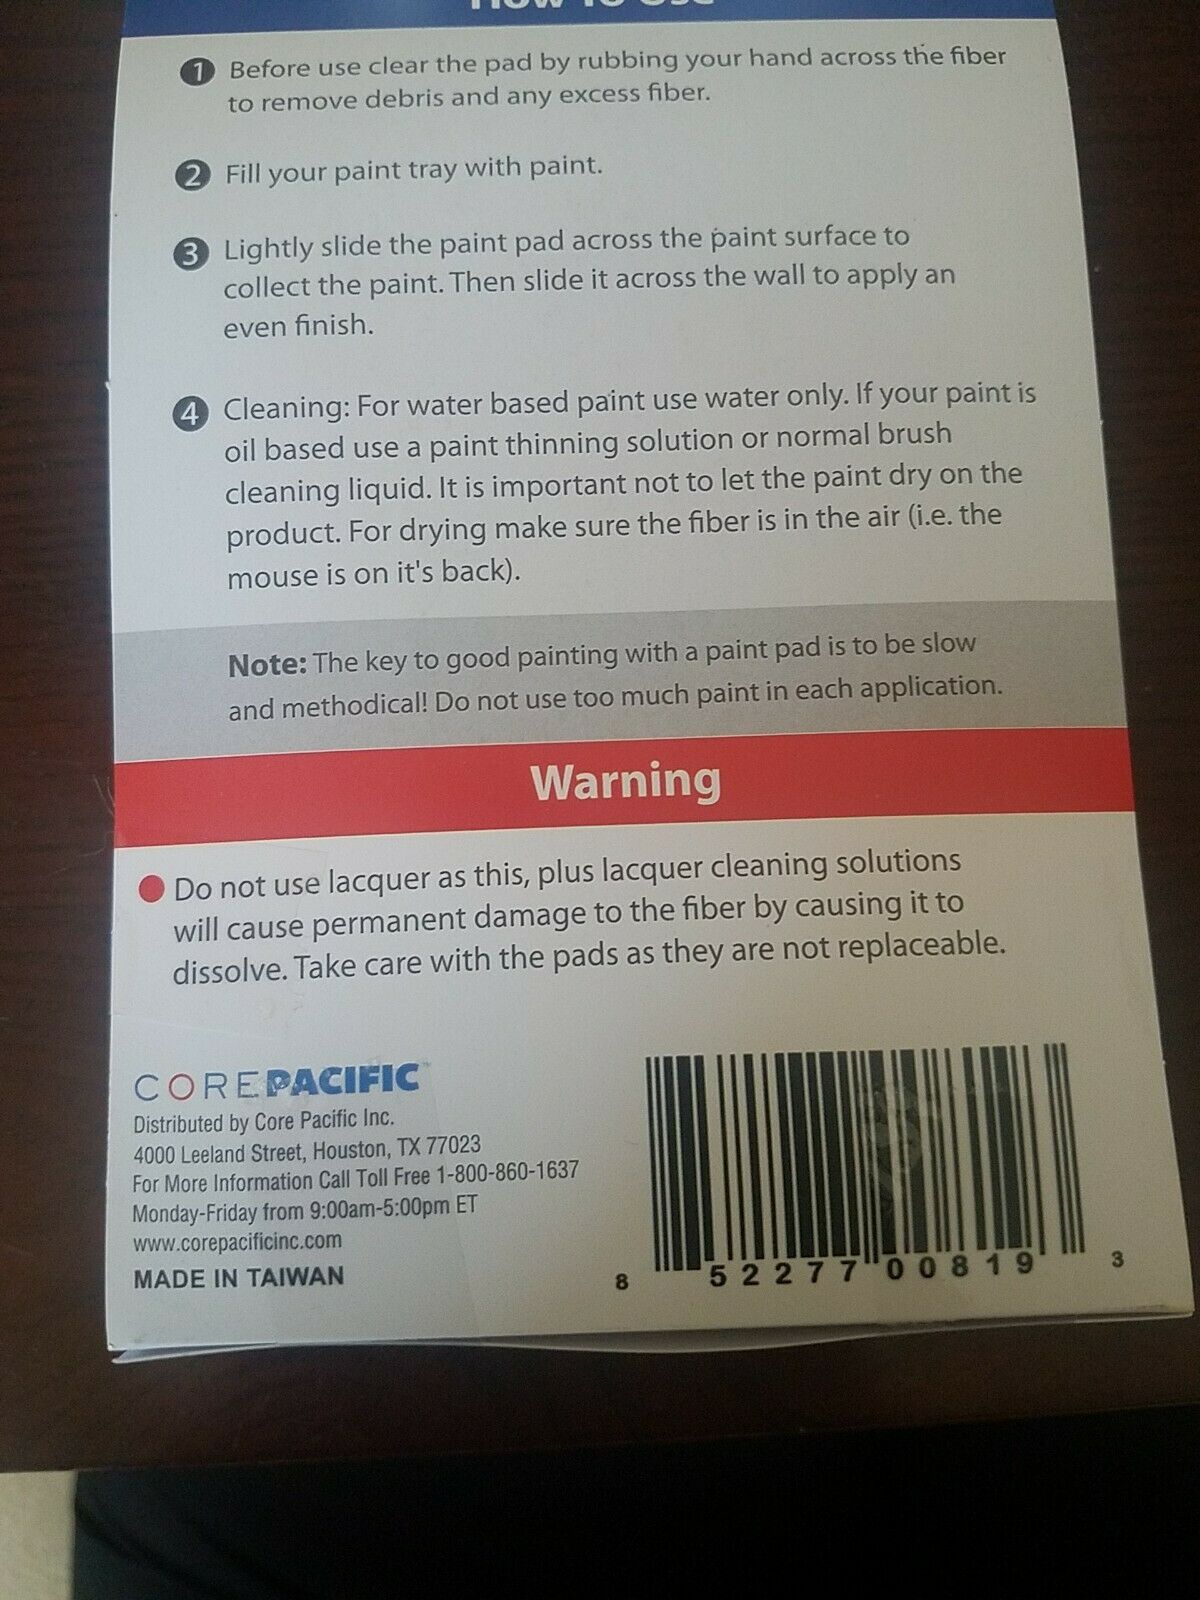 How To Use
1 Before use clear the pad by rubbing your hand across the fiber
to remove debris and any excess fiber.
2 Fill your paint tray with paint.
3 Lightly slide the paint pad across the paint surface to
collect the paint. Then slide it across the wall to apply an
even finish.
4 Cleaning: For water based paint use water only. If your paint is
oil based use a paint thinning solution or normal brush
cleaning liquid. It is important not to let the paint dry on the
product. For drying make sure the fiber is in the air (i.e. the
mouse is on it's back).
Note: The key to good painting with a paint pad is to be slow
and methodical! Do not use too much paint in each application.
Warning
Do not use lacquer as this, plus lacquer cleaning solutions
will cause permanent damage to the fiber by causing it to
dissolve. Take care with the pads as they are not replaceable.
COREPACIFIC™
Distributed by Core Pacific Inc.
4000 Leeland Street, Houston, TX 77023
For More Information Call Toll Free 1-800-860-1637
Monday-Friday from 9:00am-5:00pm ET
www.corepacificinc.com
MADE IN TAIWAN
8 52277 00819 3